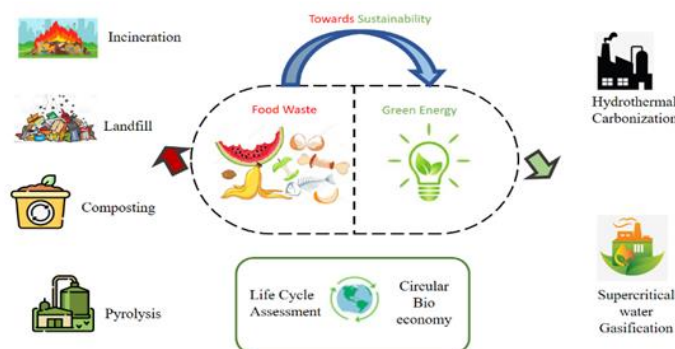 Towards Sustainability
Incineration
Landfill
Composting
Pyrolysis
Food Waste
Green Energy
Life Cycle
Assessment
Circular
Bio
economy
Hydrothermal
Carbonization
Supercritical
water
Gasification